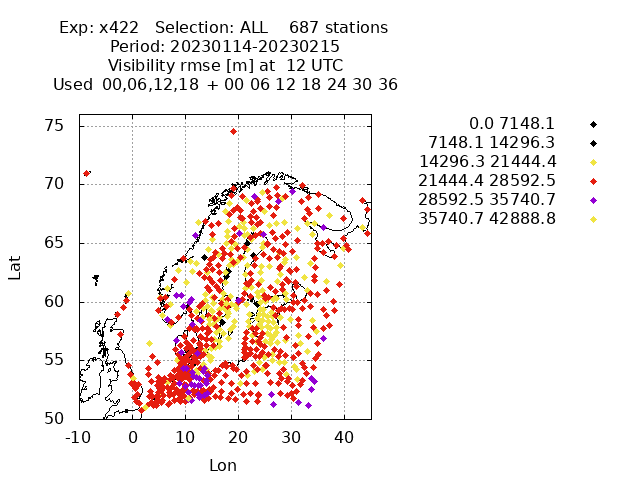 Exp: x422 Selection: ALL 687 stations
Period: 20230114-20230215
Visibility rmse [m] at 12 UTC
Used 00,06,12,18 + 00 06 12 18 24 30 36
0.0 7148.1
7148.1 14296.3
14296.3 21444.4
21444.4 28592.5
28592.5 35740.7
35740.7 42888.8
75
70
65
60
55
50
Lat
-10 0 10 20 30 40
Lon